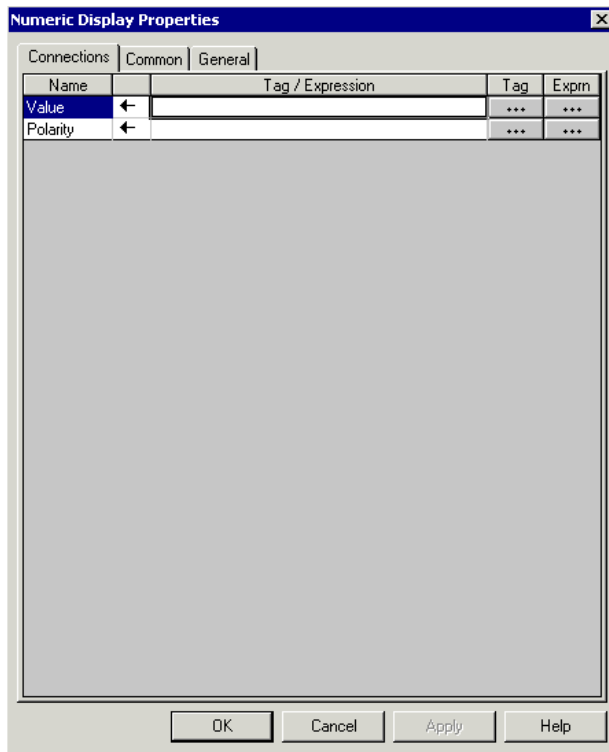 Numeric Display Properties
Connections Common General
Name Tag / Expression Tag Exprn
Value ← ... ...
Polarity ← ... ...
OK Cancel Apply Help